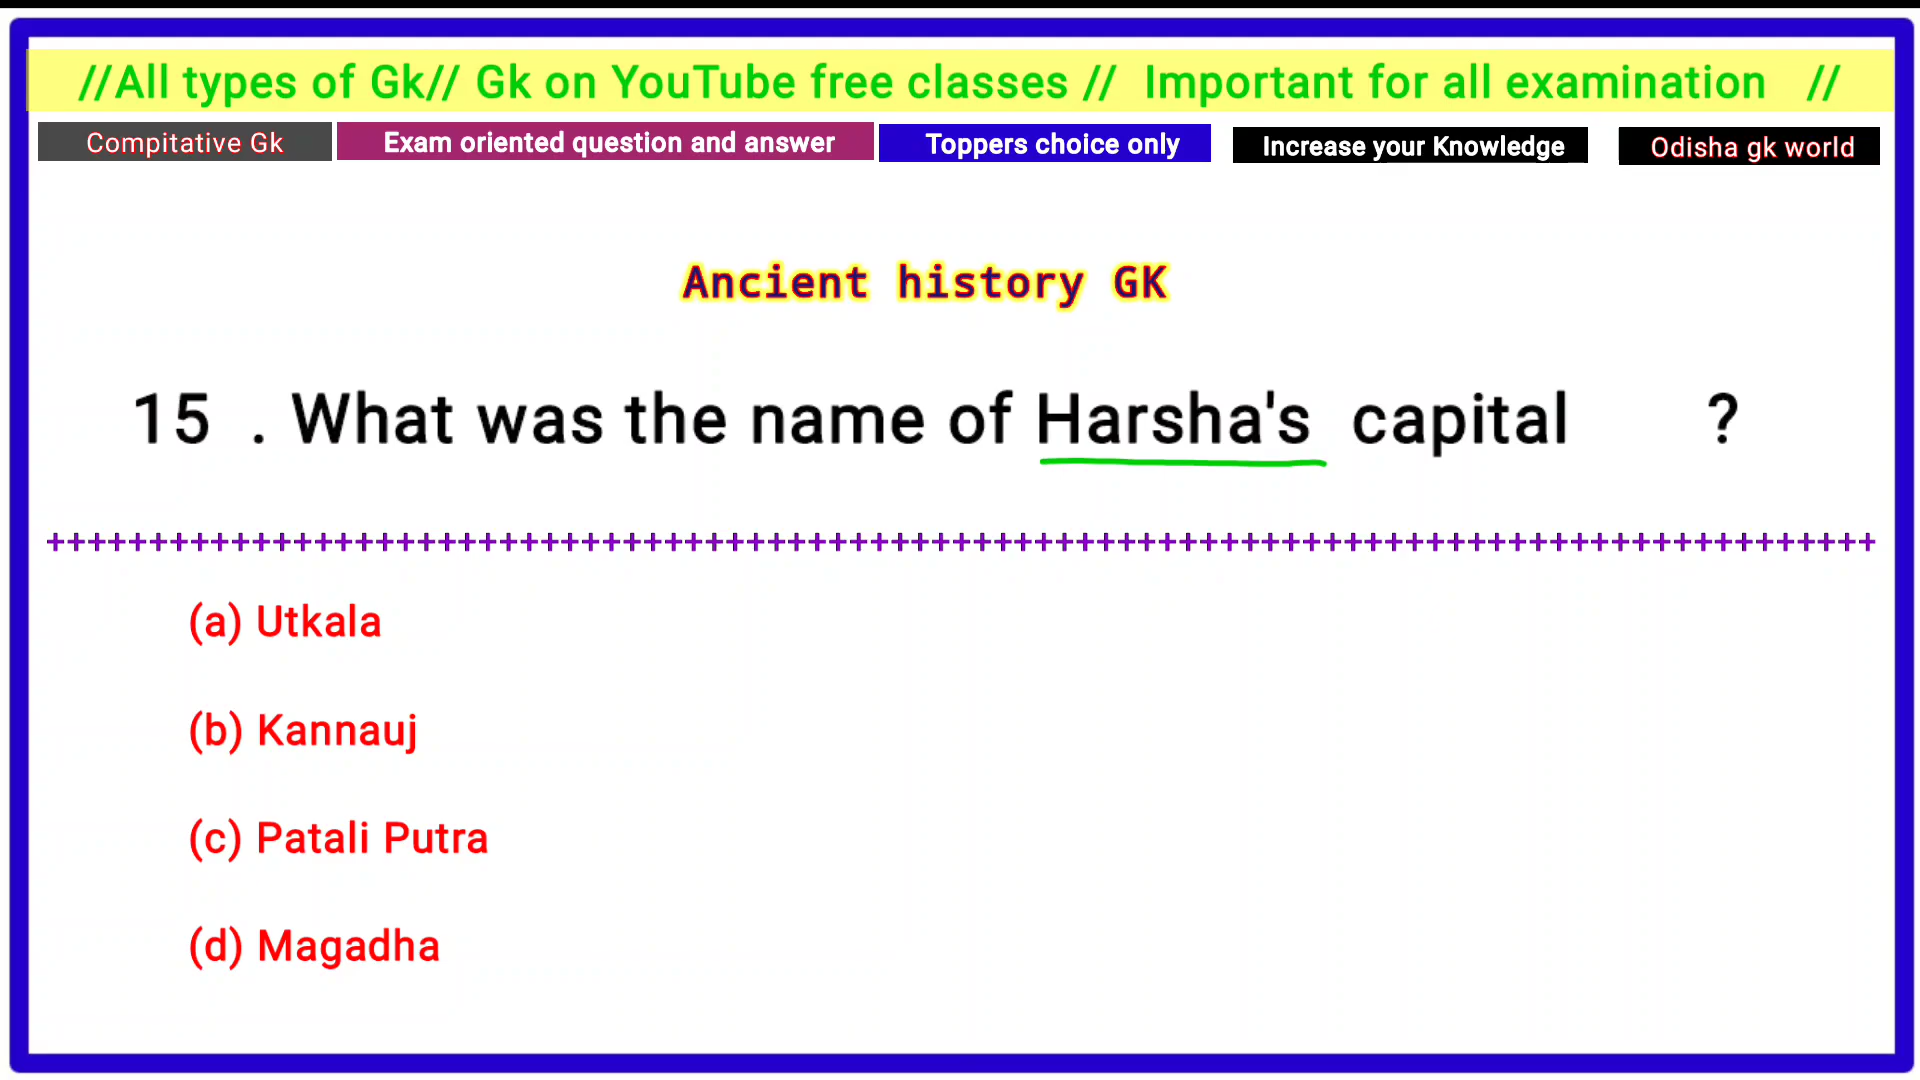 //All types of Gk// Gk on YouTube free classes // Important for all examination //
Compitative Gk Exam oriented question and answer Toppers choice only Increase your Knowledge Odisha gk world
Ancient history GK
15 . What was the name of Harsha's capital ?
+++++++++++++++++++++++++++++++++++++++++++++++++++++++++++++++++++++++++++++++++++++++++
(a) Utkala
(b) Kannauj
(c) Patali Putra
(d) Magadha